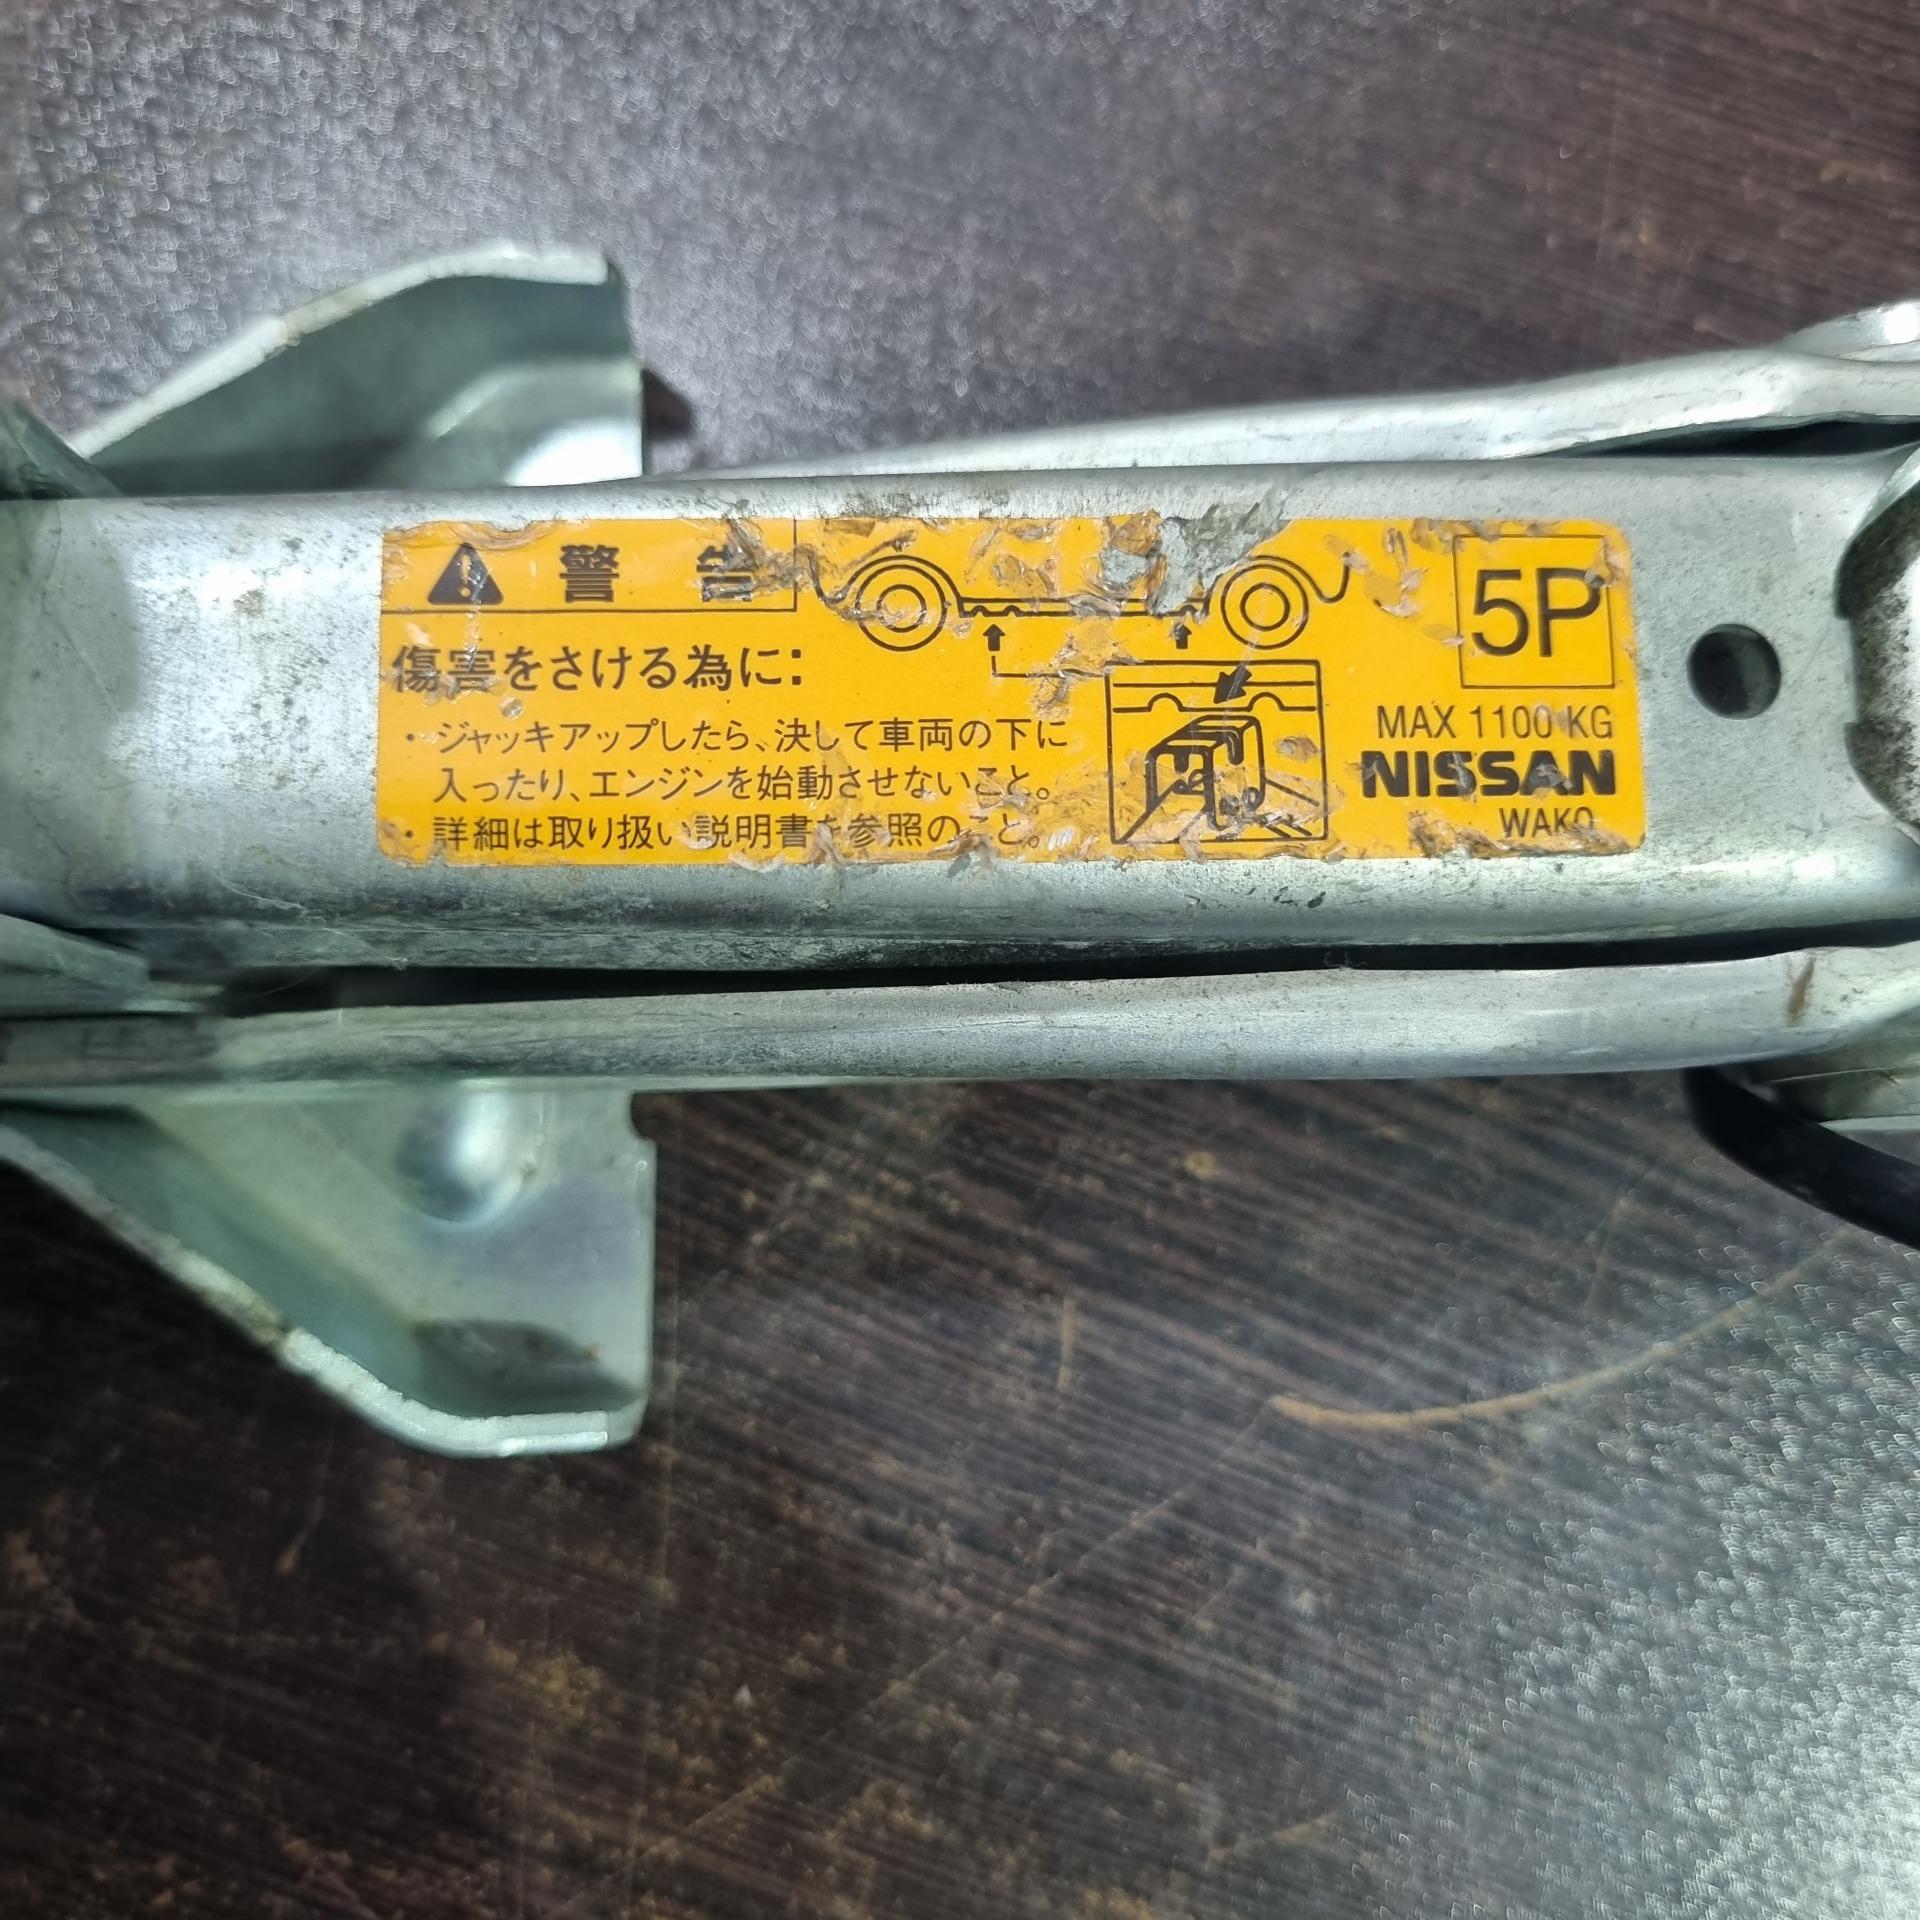 警 告
傷害をさける為に:
・ジャッキアップしたら、決して車両の下に
入ったり、エンジンを始動させないこと。
・詳細は取り扱い説明書を参照のこと。
5P
MAX 1100 KG
NISSAN
WAKO